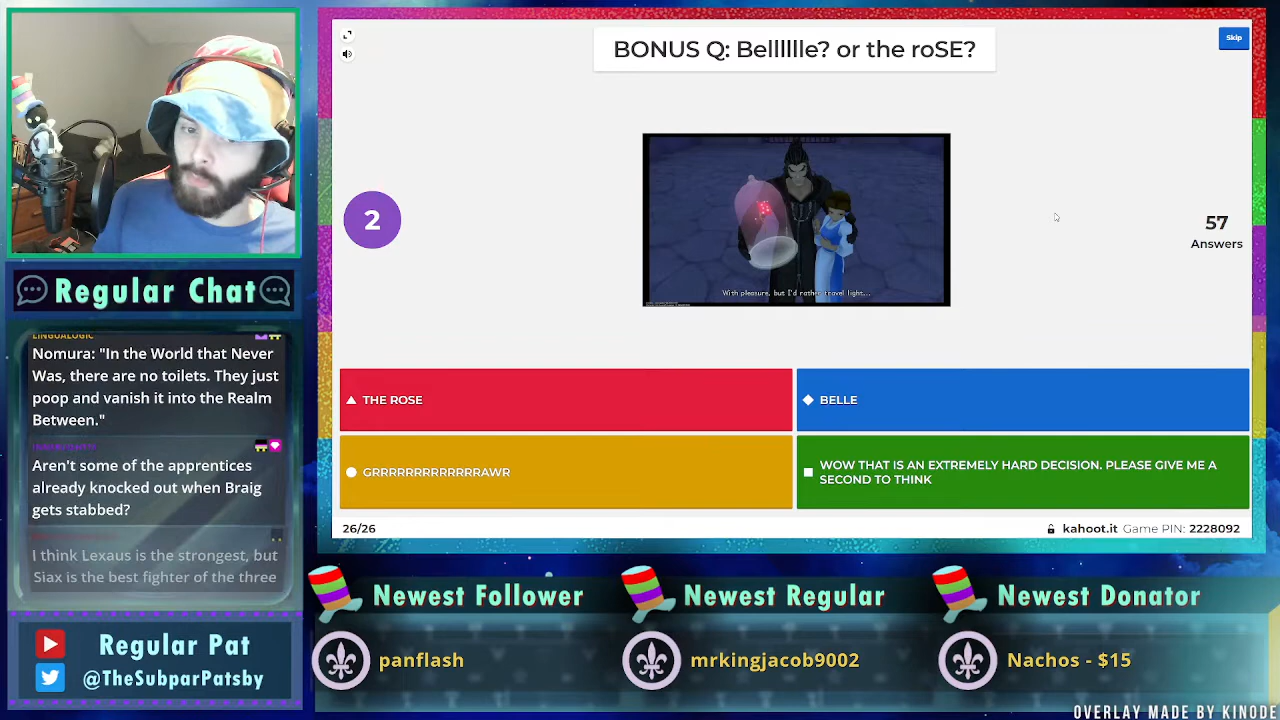 BONUS Q: Belllllle? or the roSE?
Skip
2
57
Answers
With pleasure, but I'd rather travel light...
THE ROSE
BELLE
GRRRRRRRRRRRRAWR
WOW THAT IS AN EXTREMELY HARD DECISION. PLEASE GIVE ME A
SECOND TO THINK
26/26
kahoot.it Game PIN: 2228092
Regular Chat
LINGUALOGIC
Nomura: "In the World that Never
Was, there are no toilets. They just
poop and vanish it into the Realm
Between."
Aren't some of the apprentices
already knocked out when Braig
gets stabbed?
I think Lexaus is the strongest, but
Siax is the best fighter of the three
Regular Pat
@TheSubparPatsby
Newest Follower
panflash
Newest Regular
mrkingjacob9002
Newest Donator
Nachos - $15
OVERLAY MADE BY KINODE